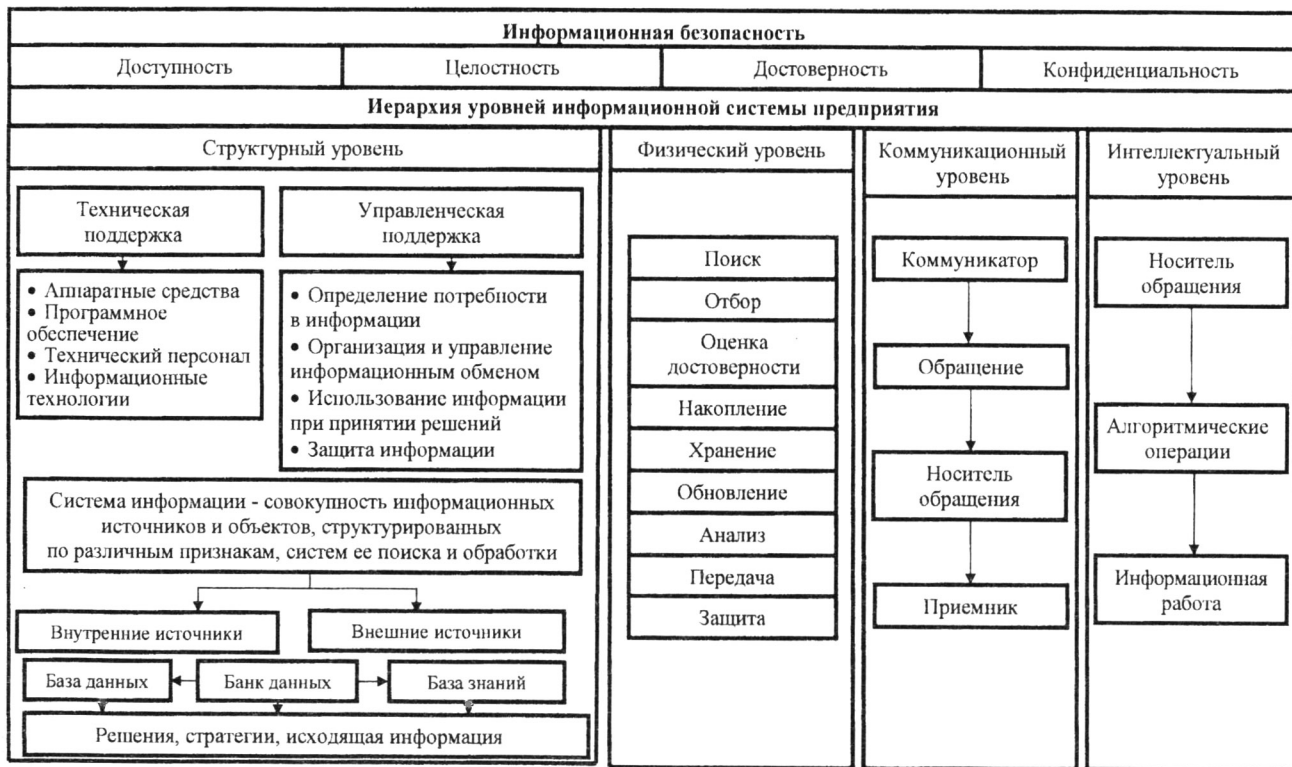 Информационная безопасность
Доступность
Целостность
Достоверность
Конфиденциальность
Иерархия уровней информационной системы предприятия
Структурный уровень
Техническая
поддержка
Управленческая
поддержка
• Аппаратные средства
• Программное
обеспечение
• Технический персонал
• Информационные
технологии
• Определение потребности
в информации
• Организация и управление
информационным обменом
• Использование информации
при принятии решений
• Защита информации
Система информации - совокупность информационных
источников и объектов, структурированных
по различным признакам, систем ее поиска и обработки
Внутренние источники
Внешние источники
База данных
Банк данных
База знаний
Решения, стратегии, исходящая информация
Физический уровень
Поиск
Отбор
Оценка
достоверности
Накопление
Хранение
Обновление
Анализ
Передача
Защита
Коммуникационный
уровень
Коммуникатор
Обращение
Носитель
обращения
Приемник
Интеллектуальный
уровень
Носитель
обращения
Алгоритмические
операции
Информационная
работа